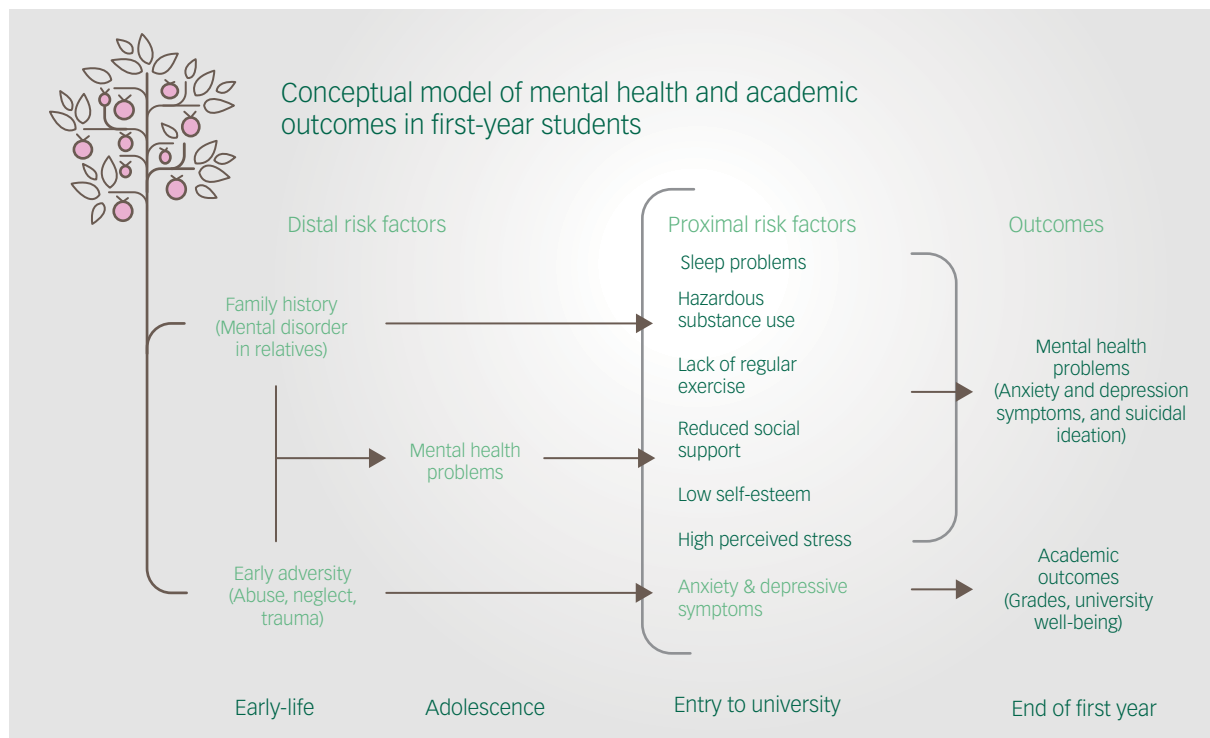 Conceptual model of mental health and academic
outcomes in first-year students
Distal risk factors
Proximal risk factors
Outcomes
Family history
(Mental disorder
in relatives)
Mental health
problems
Early adversity
(Abuse, neglect,
trauma)
Sleep problems
Hazardous
substance use
Lack of regular
exercise
Reduced social
support
Low self-esteem
High perceived stress
Anxiety & depressive
symptoms
Mental health
problems
(Anxiety and depression
symptoms, and suicidal
ideation)
Academic
outcomes
(Grades, university
well-being)
Early-life
Adolescence
Entry to university
End of first year